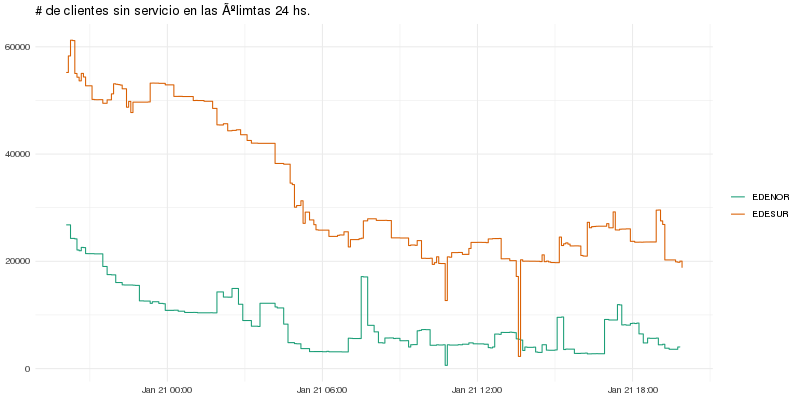 # de clientes sin servicio en las Ãºlimtas 24 hs.
60000
40000
20000
0
Jan 21 00:00
Jan 21 06:00
Jan 21 12:00
Jan 21 18:00
EDENOR
EDESUR